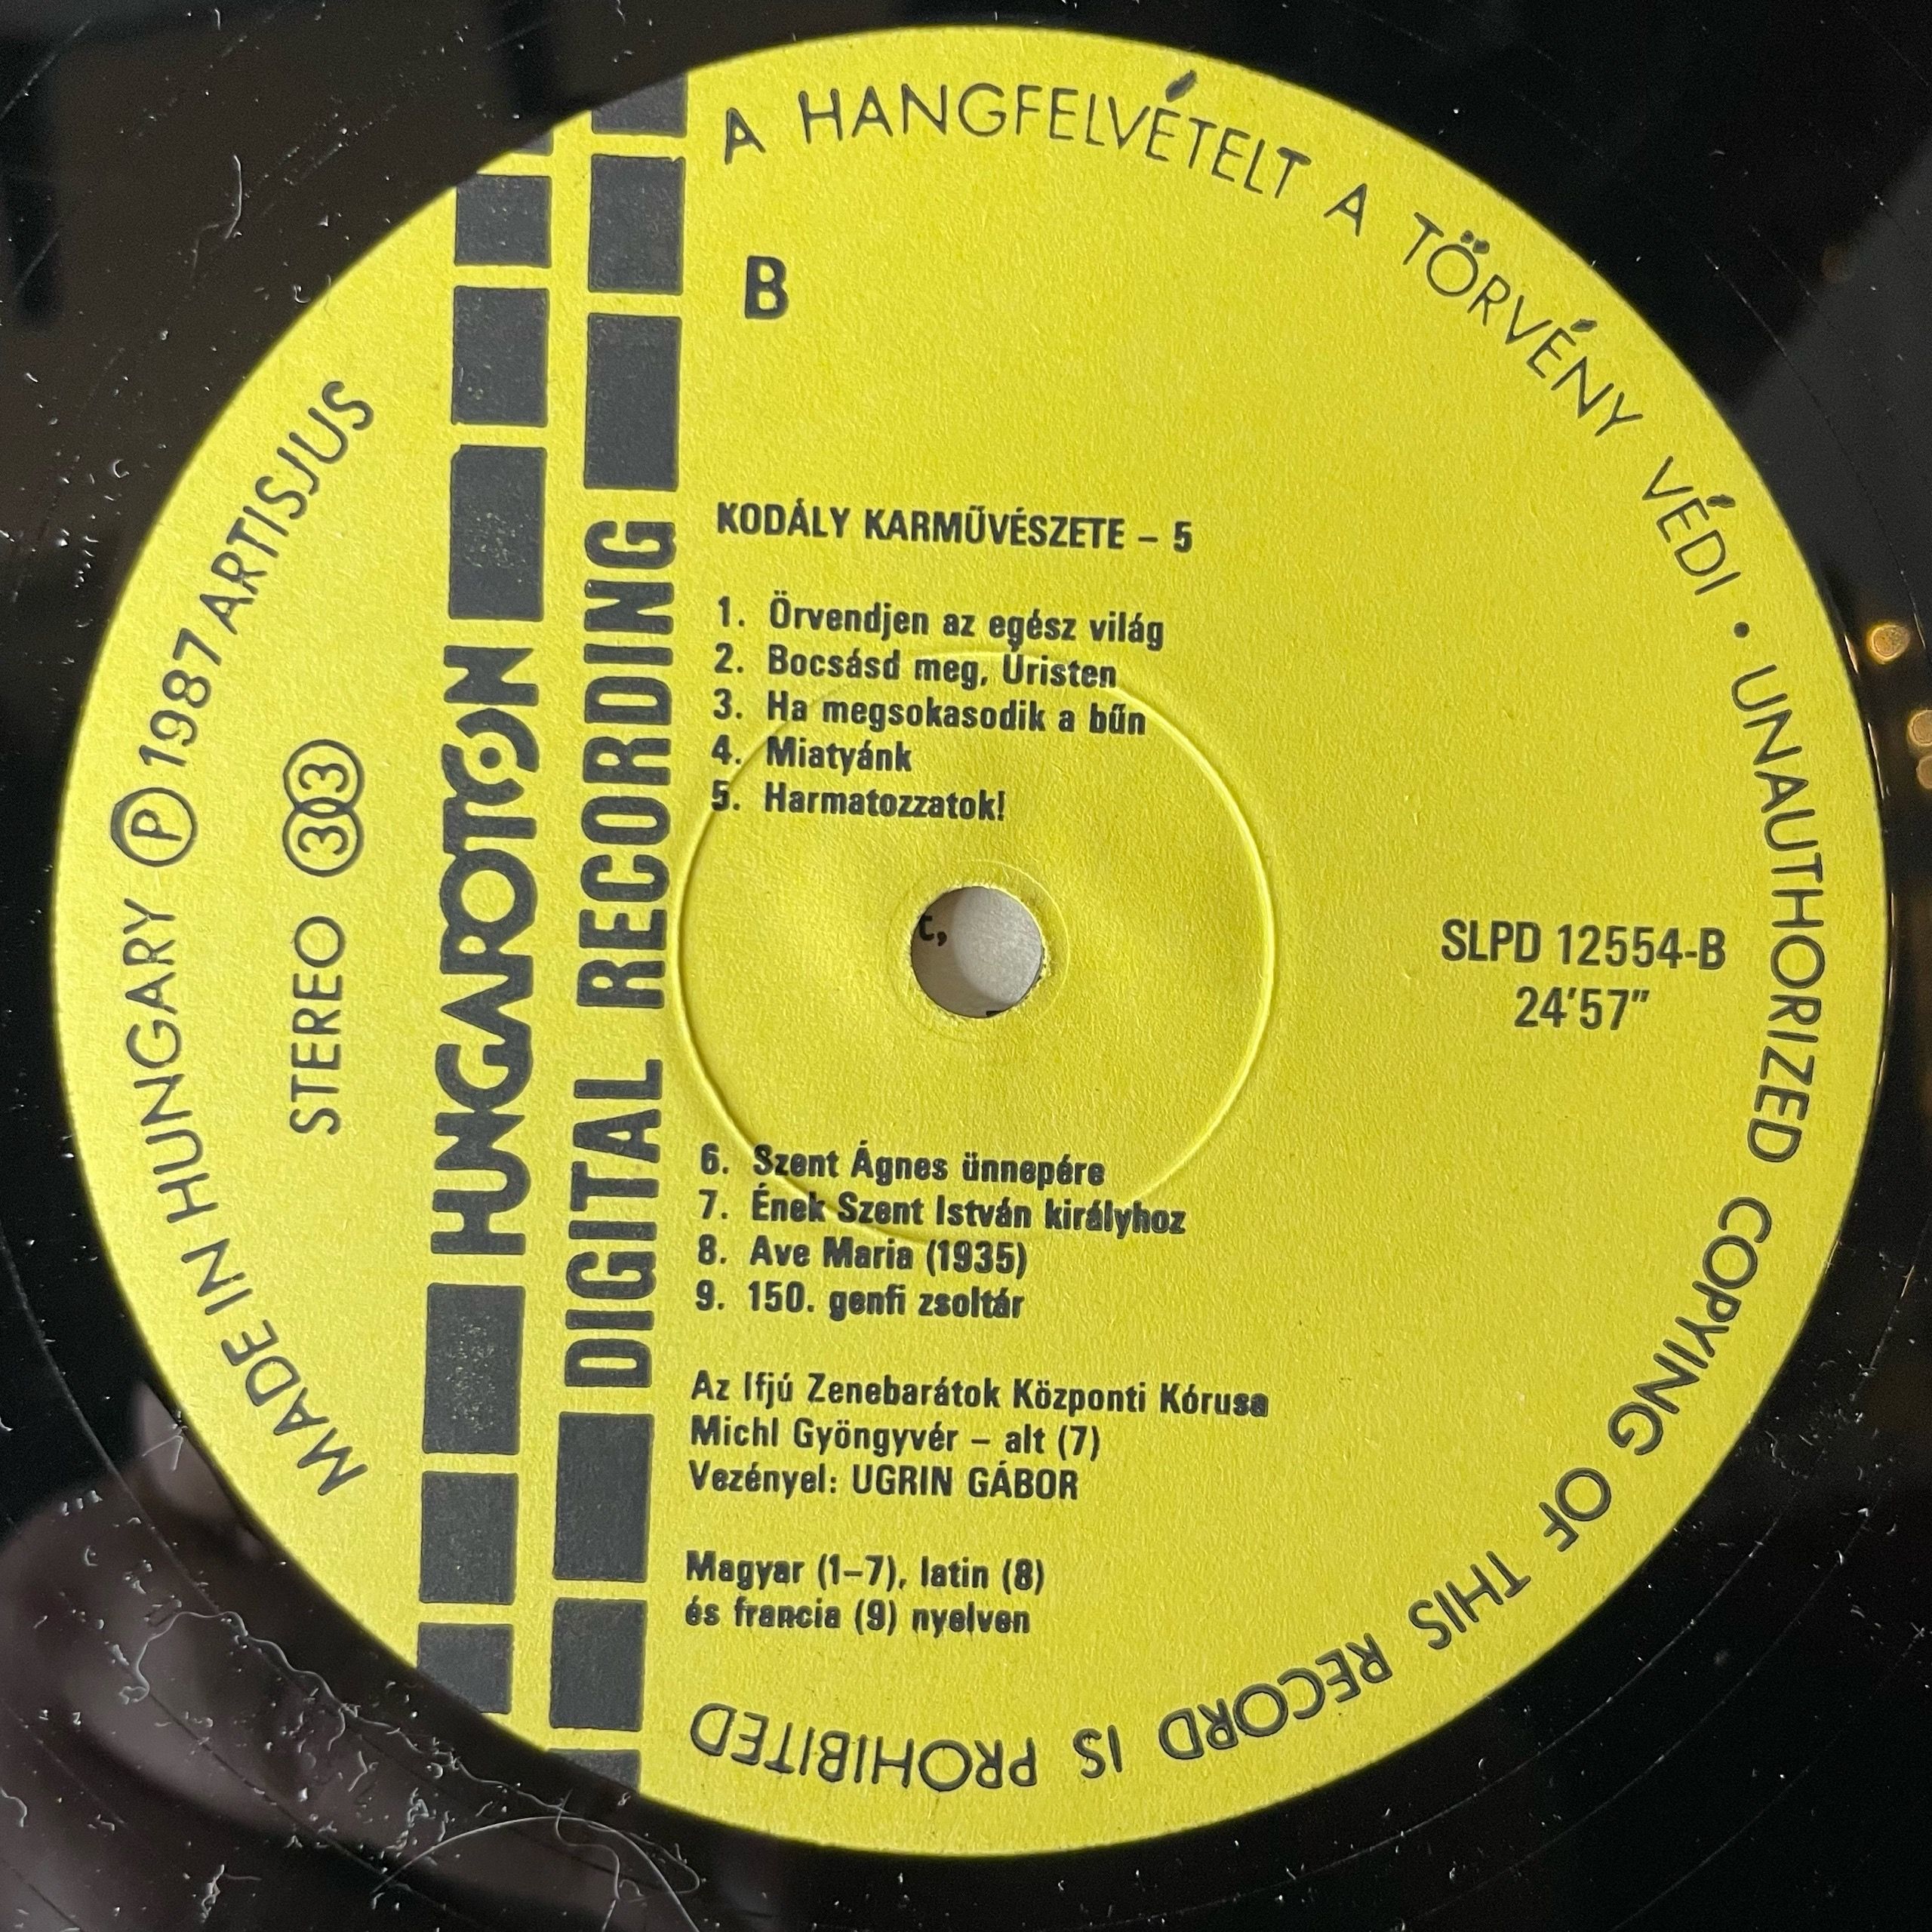 A HANGFELVÉTELT A TÖRVÉNY VÉDI • UNAUTHORIZED COPYING OF THIS RECORD IS PROHIBITED
MADE IN HUNGARY Ⓟ 1987 ARTISJUS
STEREO 33
HUNGAROTON
DIGITAL RECORDING
B
KODÁLY KARMŰVÉSZETE – 5
1. Örvendjen az egész világ
2. Bocsásd meg, Úristen
3. Ha megsokasodik a bűn
4. Miatyánk
5. Harmatozzatok!
SLPD 12554-B
24′57″
6. Szent Ágnes ünnepére
7. Ének Szent István királyhoz
8. Ave Maria (1935)
9. 150. genfi zsoltár
Az Ifjú Zenebarátok Központi Kórusa
Michl Gyöngyvér – alt (7)
Vezényel: UGRIN GÁBOR
Magyar (1–7), latin (8)
és francia (9) nyelven